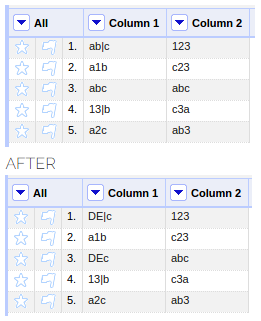 All Column 1 Column 2
1. ab|c 123
2. a1b c23
3. abc abc
4. 13|b c3a
5. a2c ab3
AFTER
All Column 1 Column 2
1. DE|c 123
2. a1b c23
3. DEc abc
4. 13|b c3a
5. a2c ab3